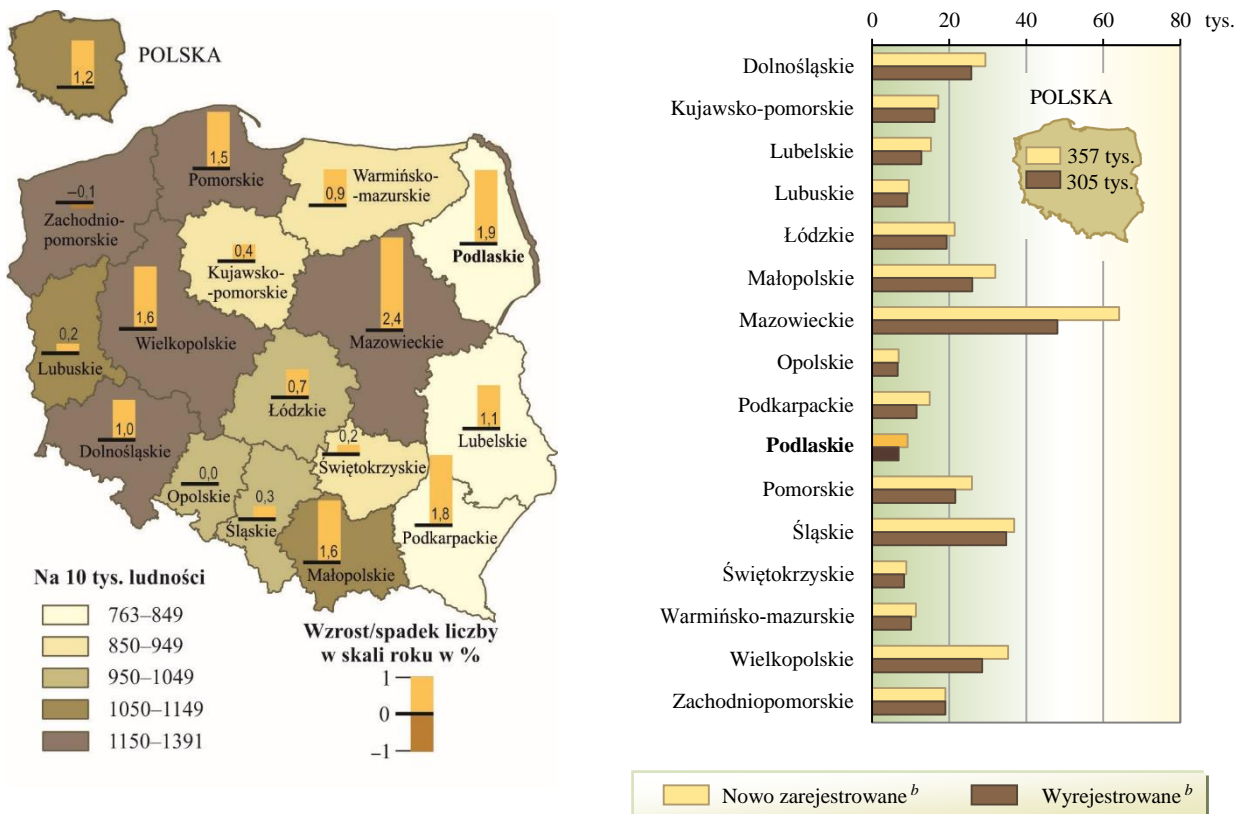 POLSKA
1,2
1,5
Pomorskie
–0,1
Zachodnio-
pomorskie
0,9
Warmińsko-
-mazurskie
1,9
Podlaskie
0,4
Kujawsko-
-pomorskie
1,6
Wielkopolskie
2,4
Mazowieckie
0,2
Lubuskie
0,7
Łódzkie
1,0
Dolnośląskie
1,1
Lubelskie
0,2
Świętokrzyskie
0,0
Opolskie
0,3
Śląskie
1,6
Małopolskie
1,8
Podkarpackie
Na 10 tys. ludności
763–849
850–949
950–1049
1050–1149
1150–1391
Wzrost/spadek liczby
w skali roku w %
1
0
–1
0 20 40 60 80 tys.
Dolnośląskie
Kujawsko-pomorskie
Lubelskie
Lubuskie
Łódzkie
Małopolskie
Mazowieckie
Opolskie
Podkarpackie
Podlaskie
Pomorskie
Śląskie
Świętokrzyskie
Warmińsko-mazurskie
Wielkopolskie
Zachodniopomorskie
POLSKA
357 tys.
305 tys.
Nowo zarejestrowane b Wyrejestrowane b